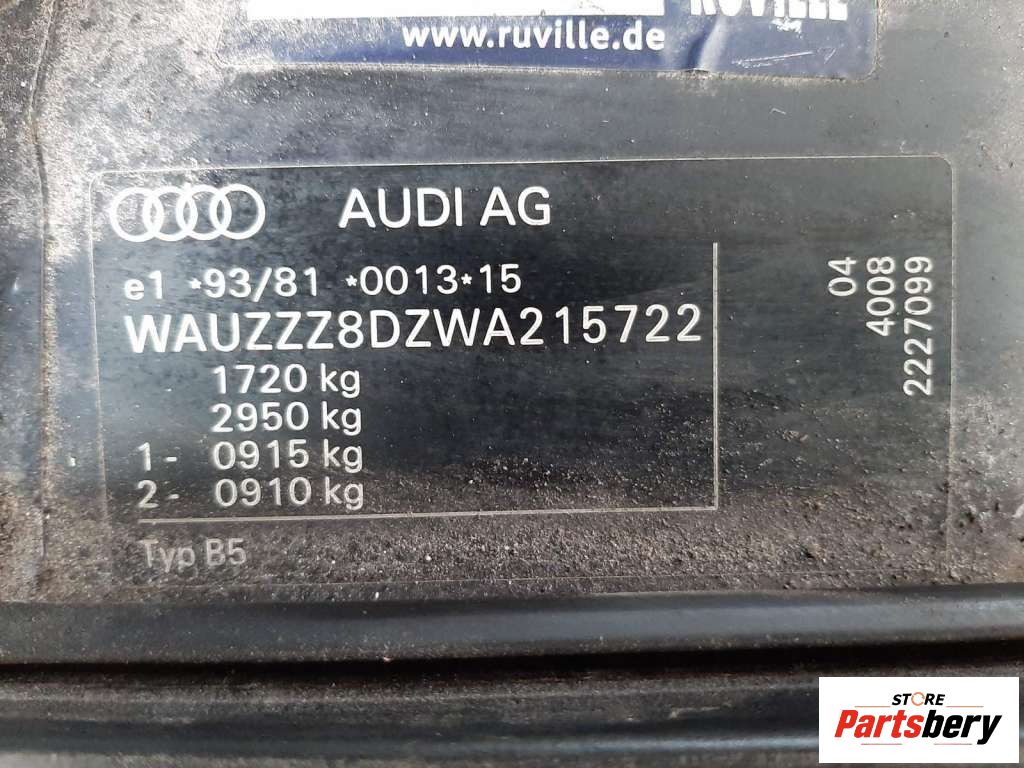 RUVILLE
www.ruville.de
AUDI AG
e1 *93/81 *0013*15
WAUZZZ8DZWA215722
1720 kg
2950 kg
1- 0915 kg
2- 0910 kg
Typ B5
04
4008
2227099
STORE
Partsbery